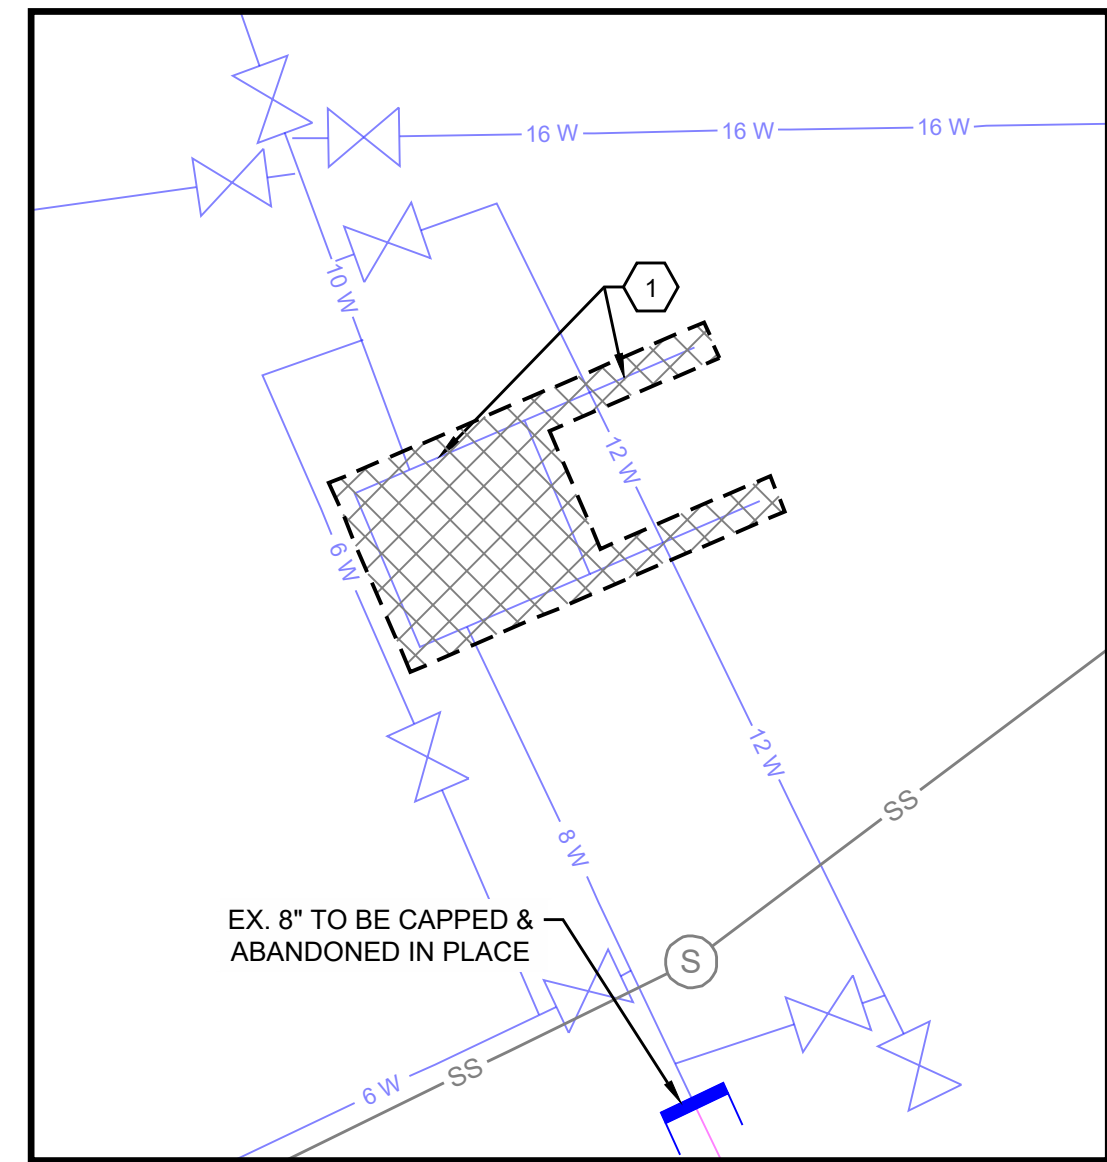 16 W
16 W
16 W
10 W
1
12 W
6 W
12 W
SS
8 W
EX. 8" TO BE CAPPED &
ABANDONED IN PLACE
S
SS
6 W